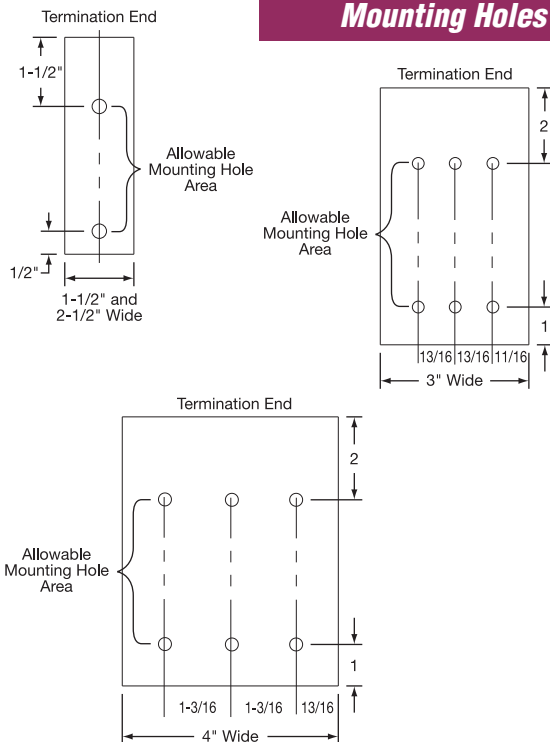 Mounting Holes
Termination End
1-1/2"
Allowable
Mounting Hole
Area
1/2"
1-1/2" and
2-1/2" Wide
Termination End
2
Allowable
Mounting Hole
Area
1
13/16 13/16 11/16
3" Wide
Termination End
2
Allowable
Mounting Hole
Area
1
1-3/16 1-3/16 13/16
4" Wide